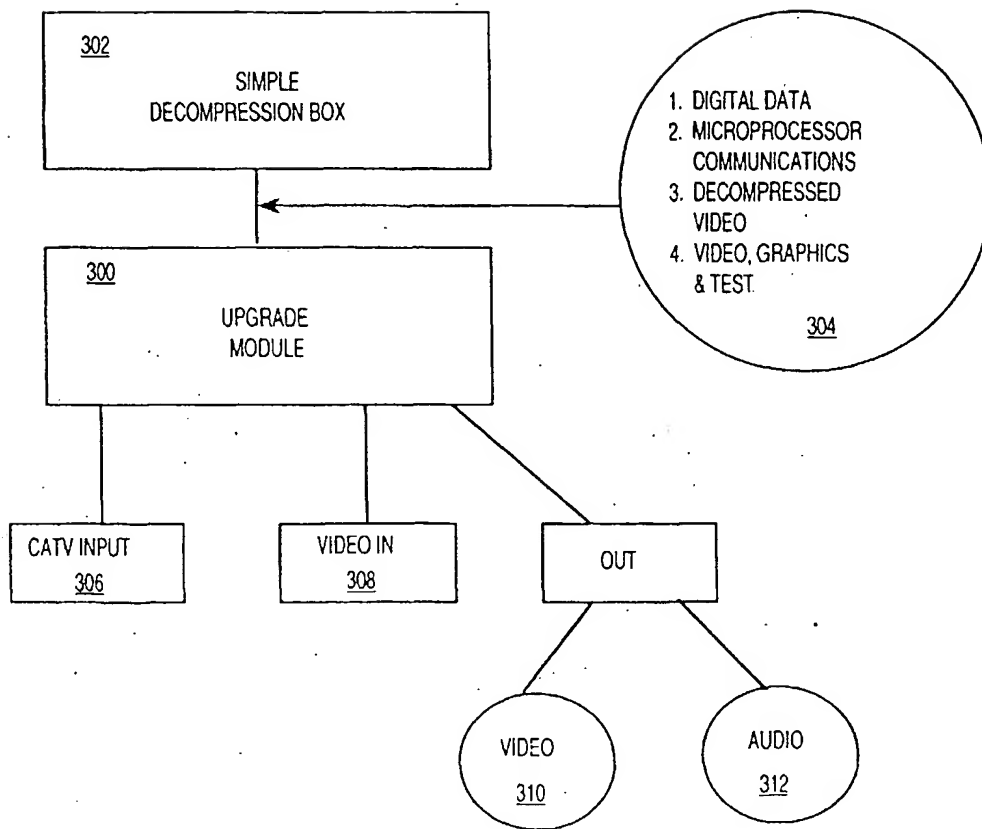 302
SIMPLE
DECOMPRESSION BOX
1. DIGITAL DATA
2. MICROPROCESSOR
COMMUNICATIONS
3. DECOMPRESSED
VIDEO
4. VIDEO, GRAPHICS
& TEST
304
300
UPGRADE
MODULE
CATV INPUT
306
VIDEO IN
308
OUT
VIDEO
310
AUDIO
312